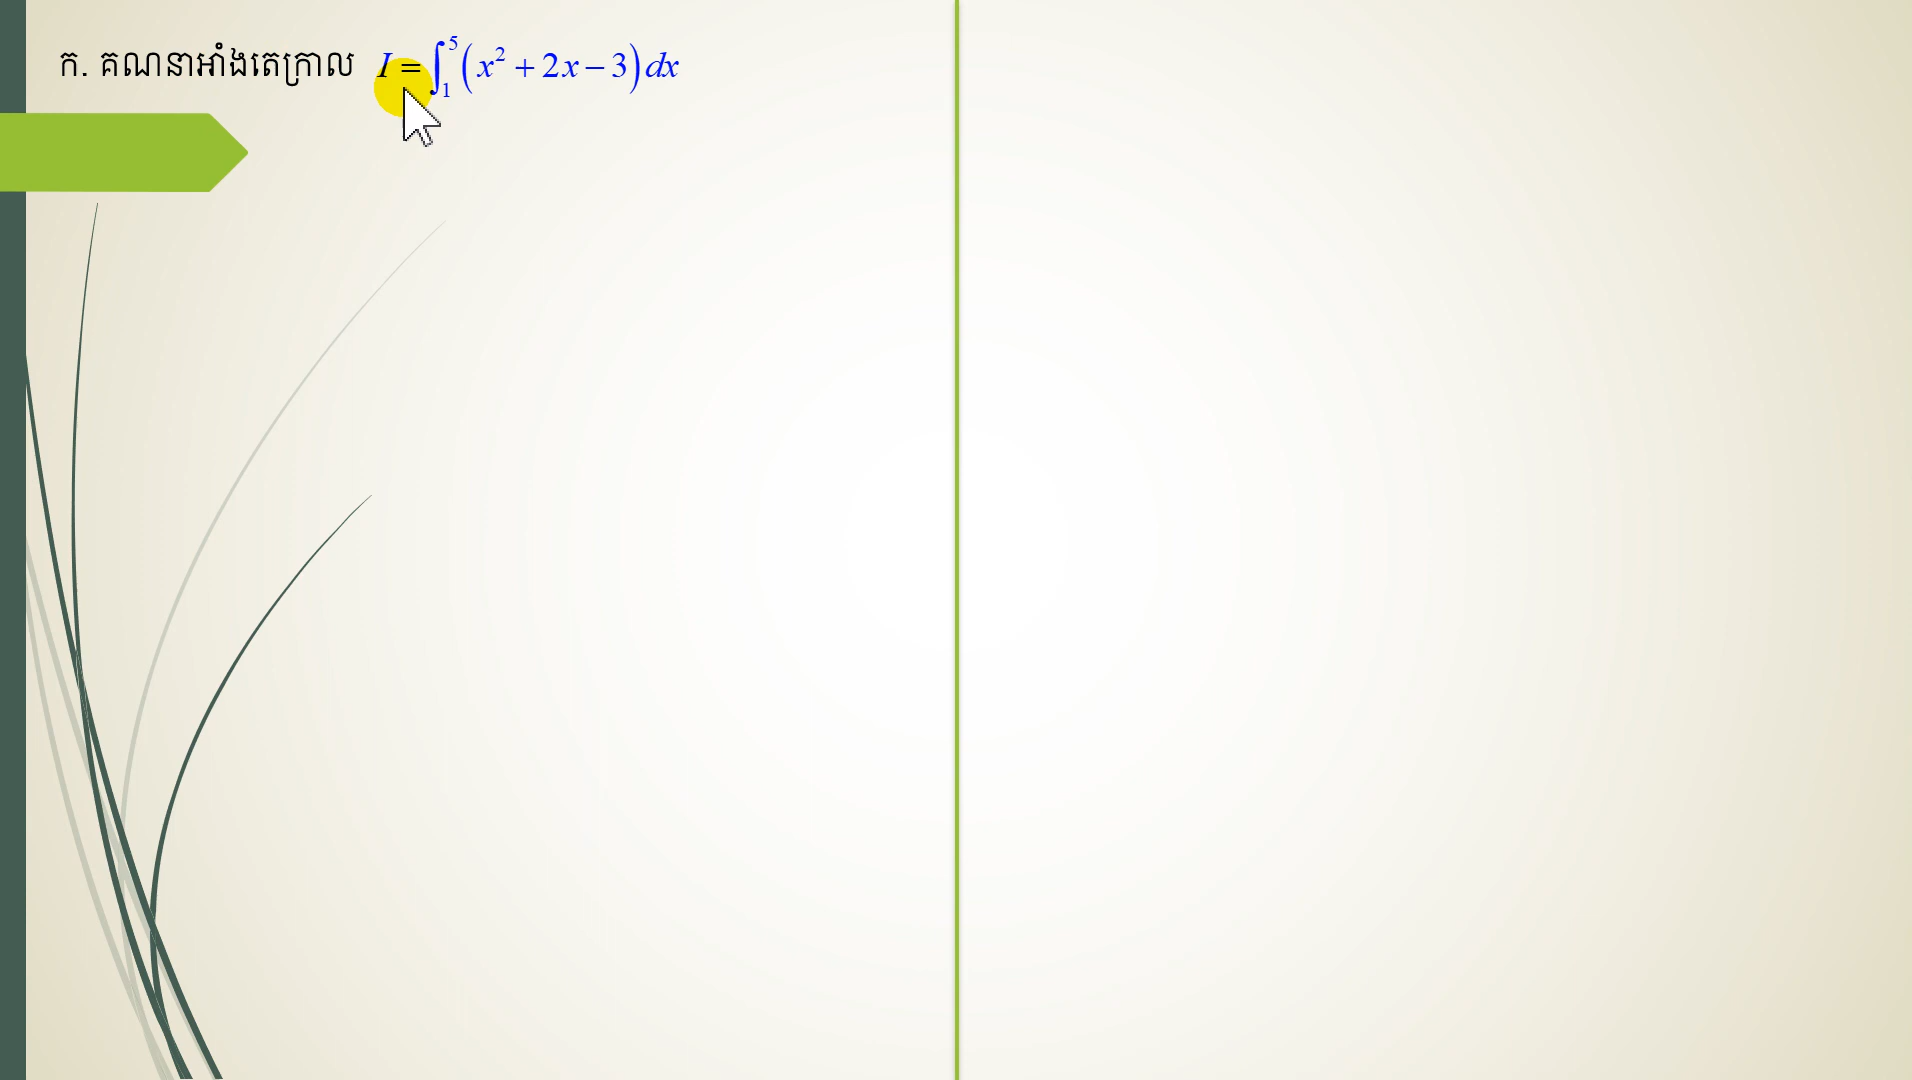 ក. គណនាអាំងតេក្រាល I = ∫₁⁵ (x² + 2x − 3) dx